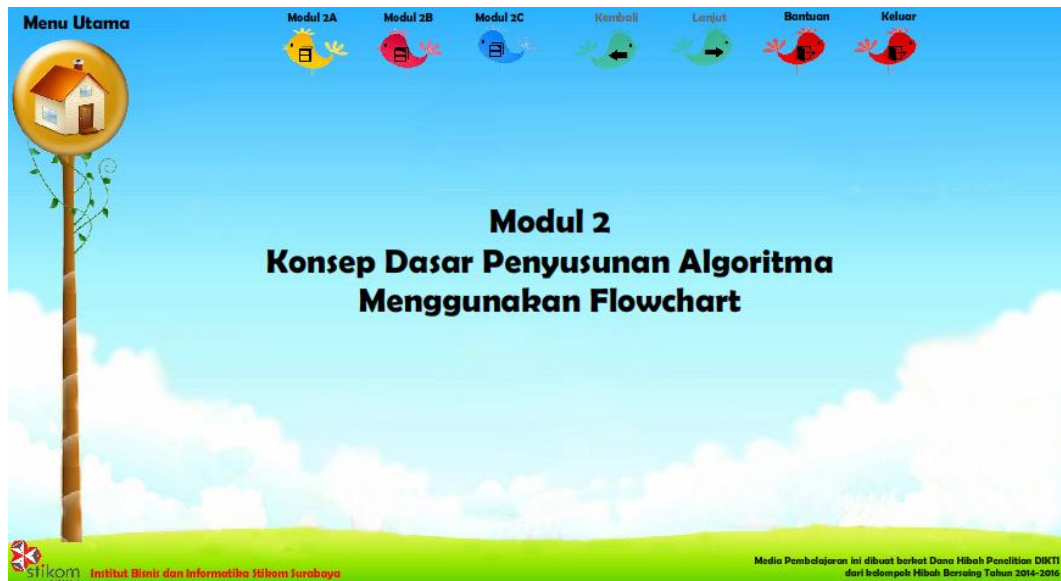 Menu Utama
Modul 2A
Modul 2B
Modul 2C
Kembali
Lanjut
Bantuan
Keluar
Modul 2
Konsep Dasar Penyusunan Algoritma
Menggunakan Flowchart
stikom
Institut Bisnis dan Informatika Stikom Surabaya
Media Pembelajaran ini dibuat berkat Dana Hibah Penelitian DIKTI
dari kelompok Hibah Bersaing Tahun 2014-2016